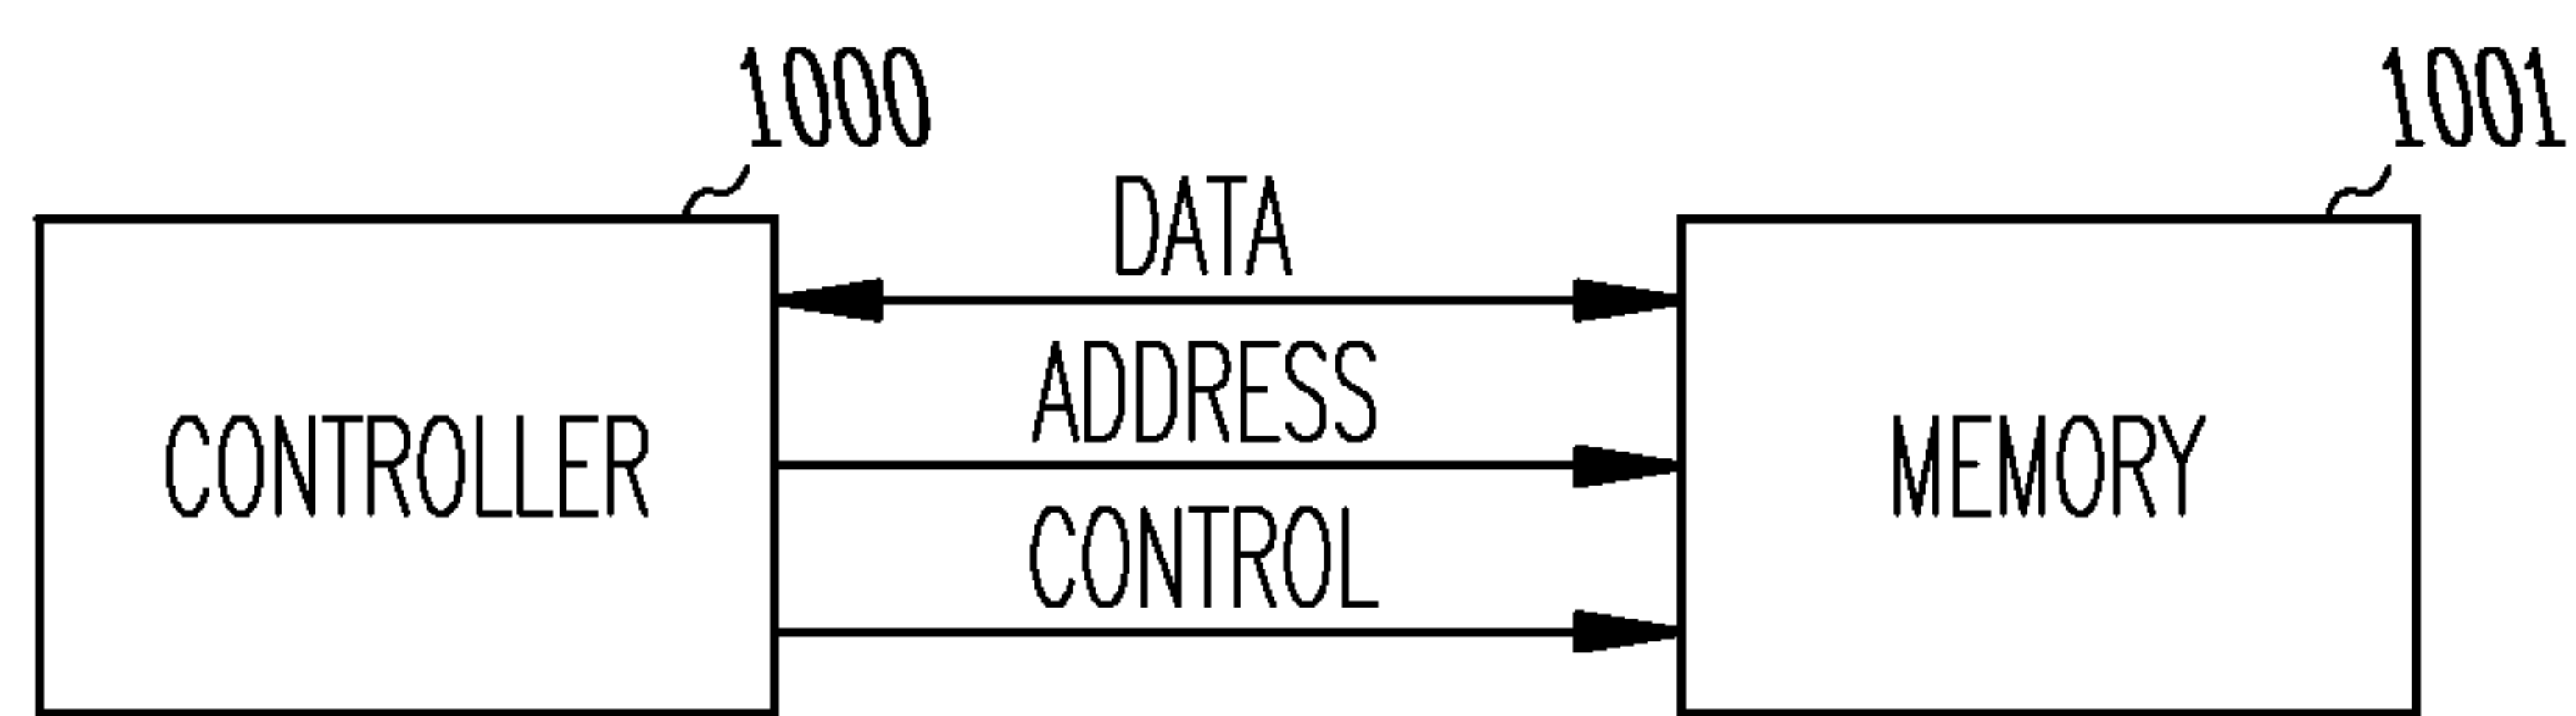 1000
1001
DATA
ADDRESS
CONTROLLER
MEMORY
CONTROL